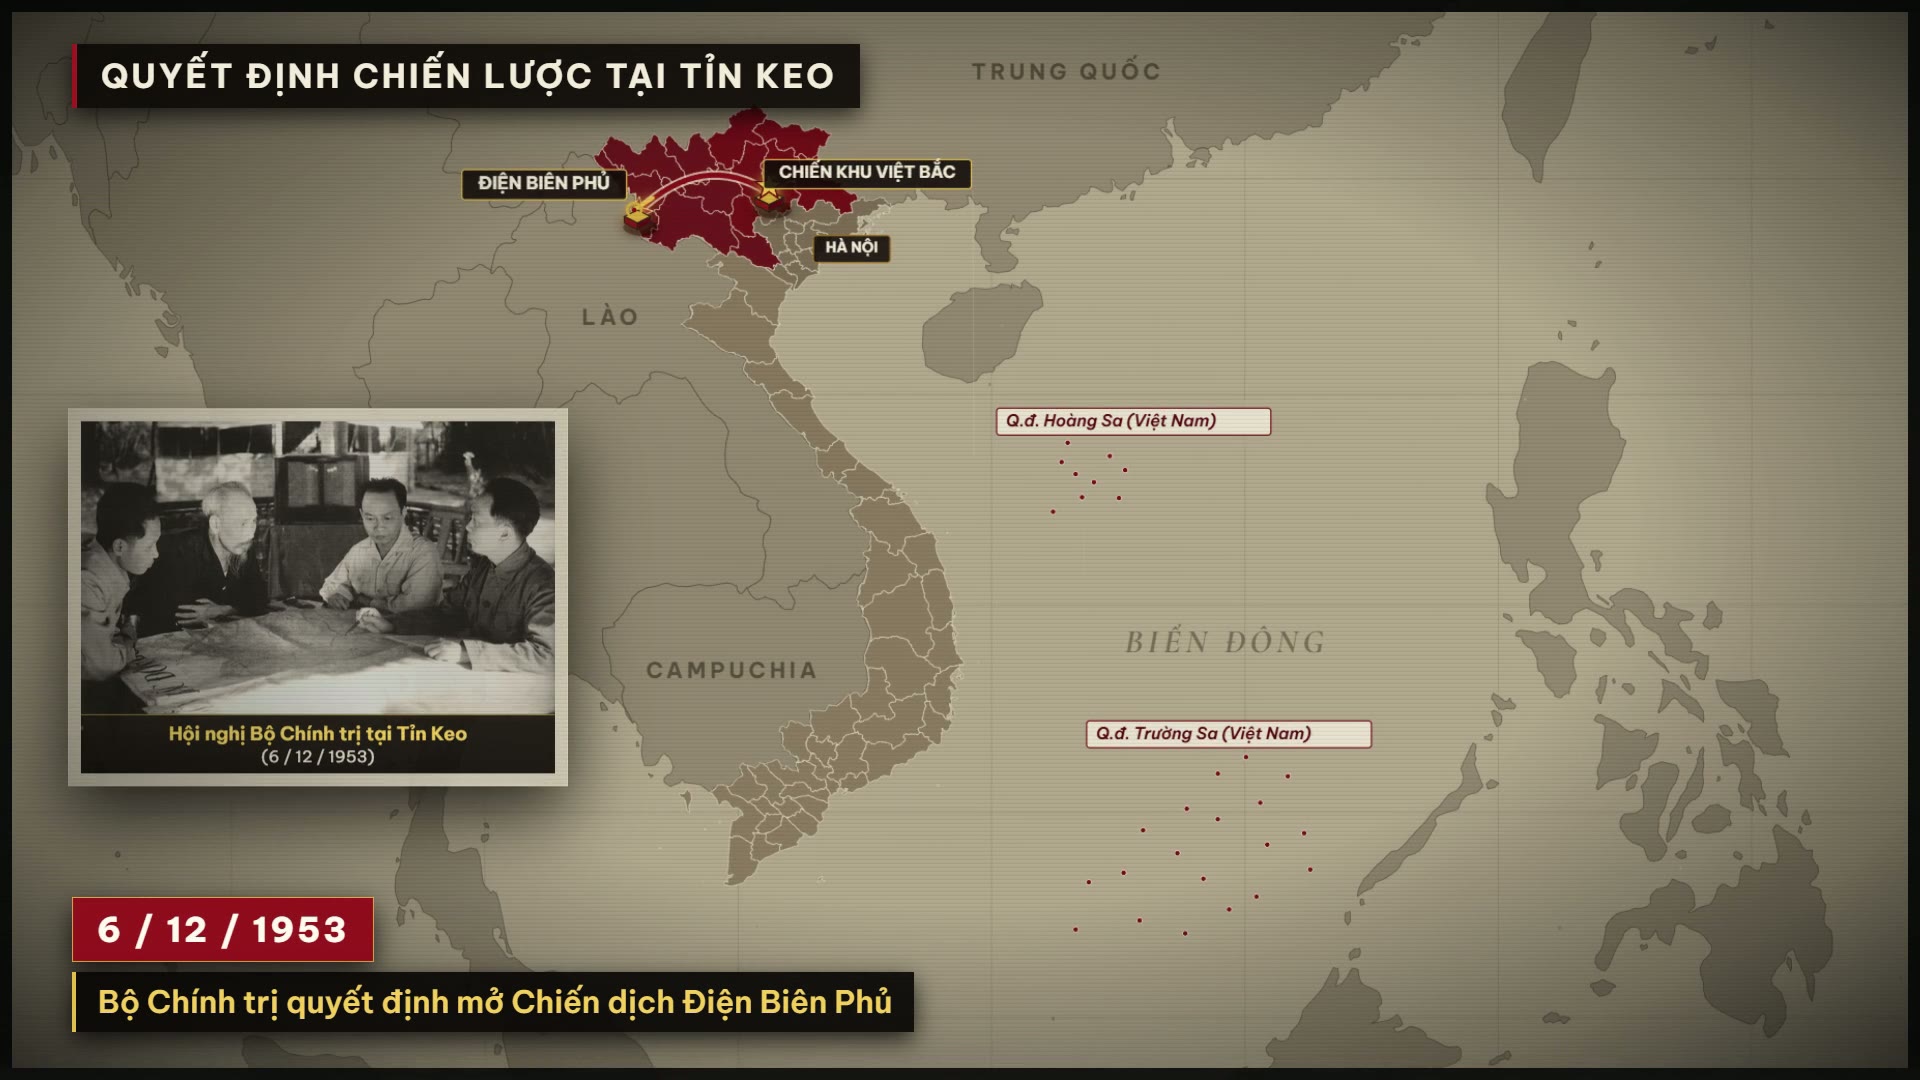 QUYẾT ĐỊNH CHIẾN LƯỢC TẠI TỈN KEO
TRUNG QUỐC
ĐIỆN BIÊN PHỦ
CHIẾN KHU VIỆT BẮC
HÀ NỘI
LÀO
Q.đ. Hoàng Sa (Việt Nam)
BIỂN ĐÔNG
CAMPUCHIA
Q.đ. Trường Sa (Việt Nam)
Hội nghị Bộ Chính trị tại Tỉn Keo
(6 / 12 / 1953)
6 / 12 / 1953
Bộ Chính trị quyết định mở Chiến dịch Điện Biên Phủ